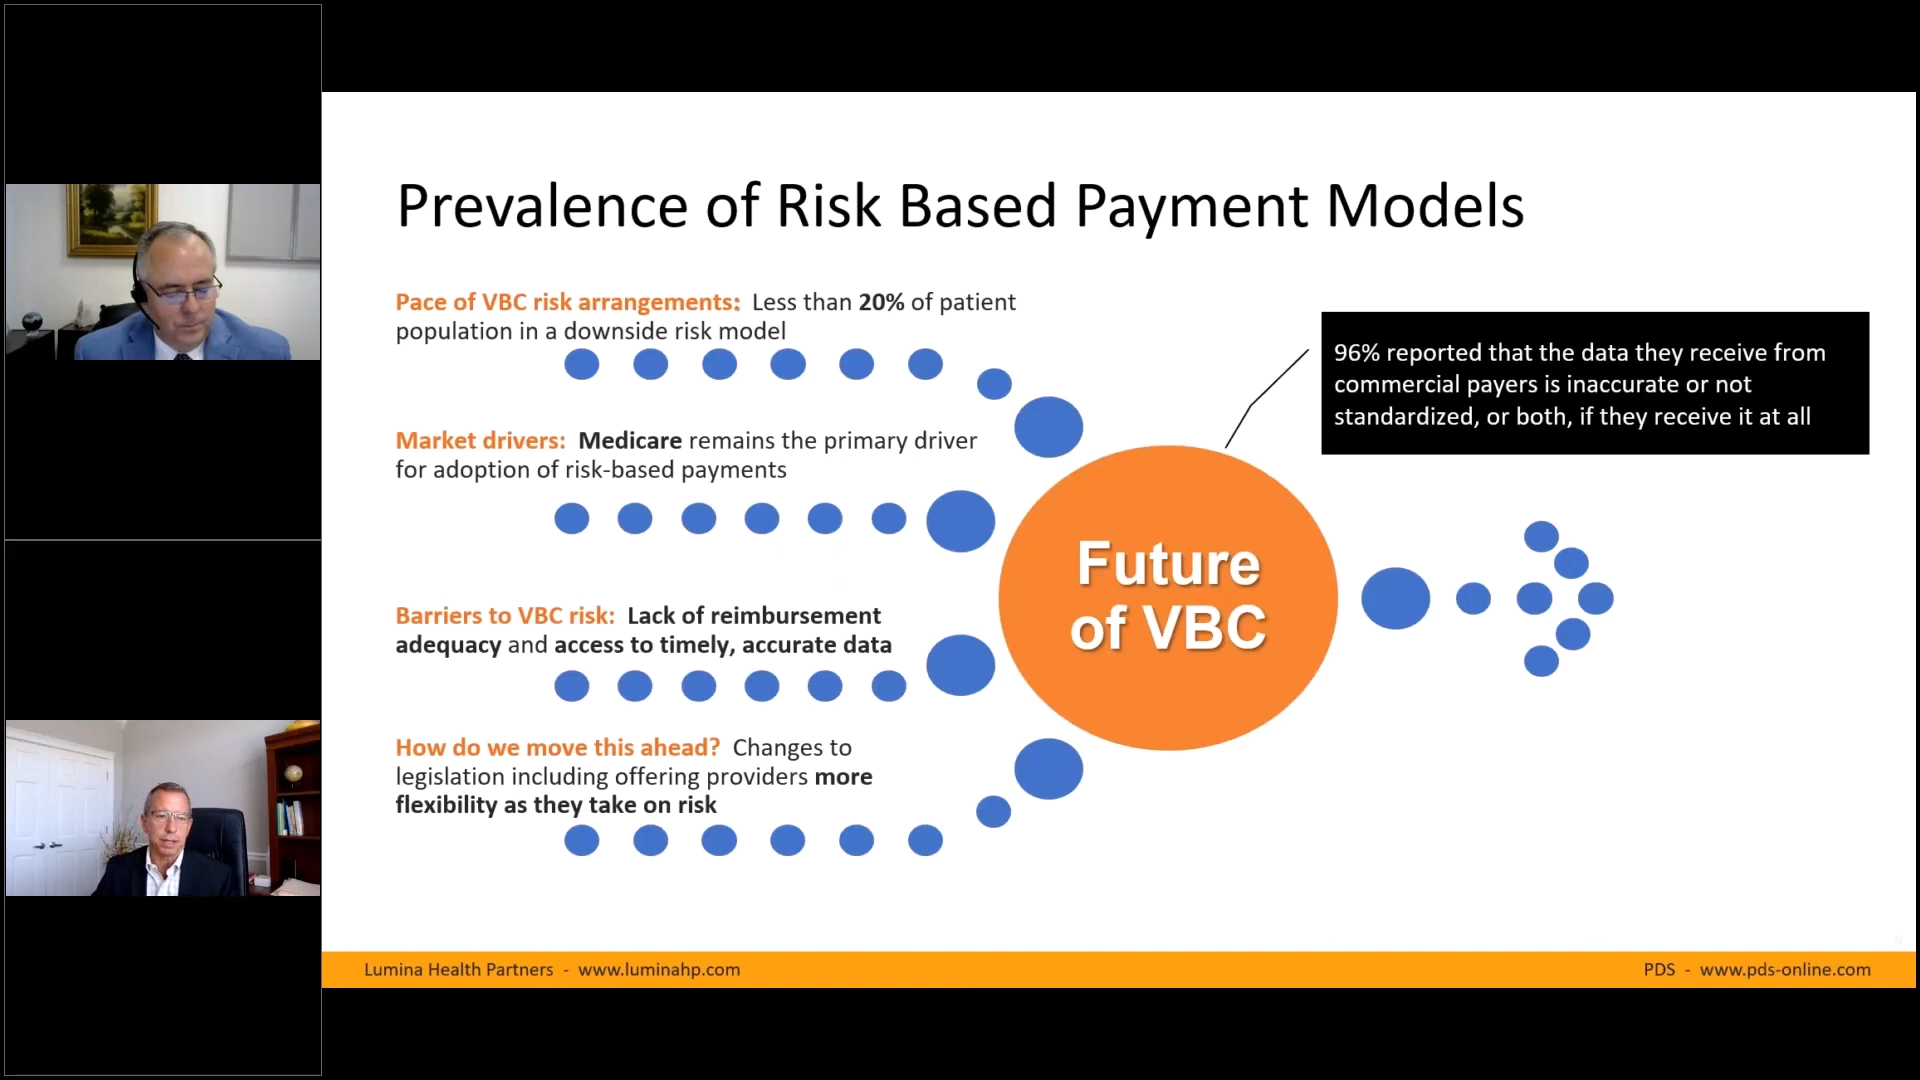 Prevalence of Risk Based Payment Models
Pace of VBC risk arrangements: Less than 20% of patient
population in a downside risk model
Market drivers: Medicare remains the primary driver
for adoption of risk-based payments
Barriers to VBC risk: Lack of reimbursement
adequacy and access to timely, accurate data
How do we move this ahead? Changes to
legislation including offering providers more
flexibility as they take on risk
Future
of VBC
96% reported that the data they receive from
commercial payers is inaccurate or not
standardized, or both, if they receive it at all
Lumina Health Partners - www.luminahp.com
PDS - www.pds-online.com